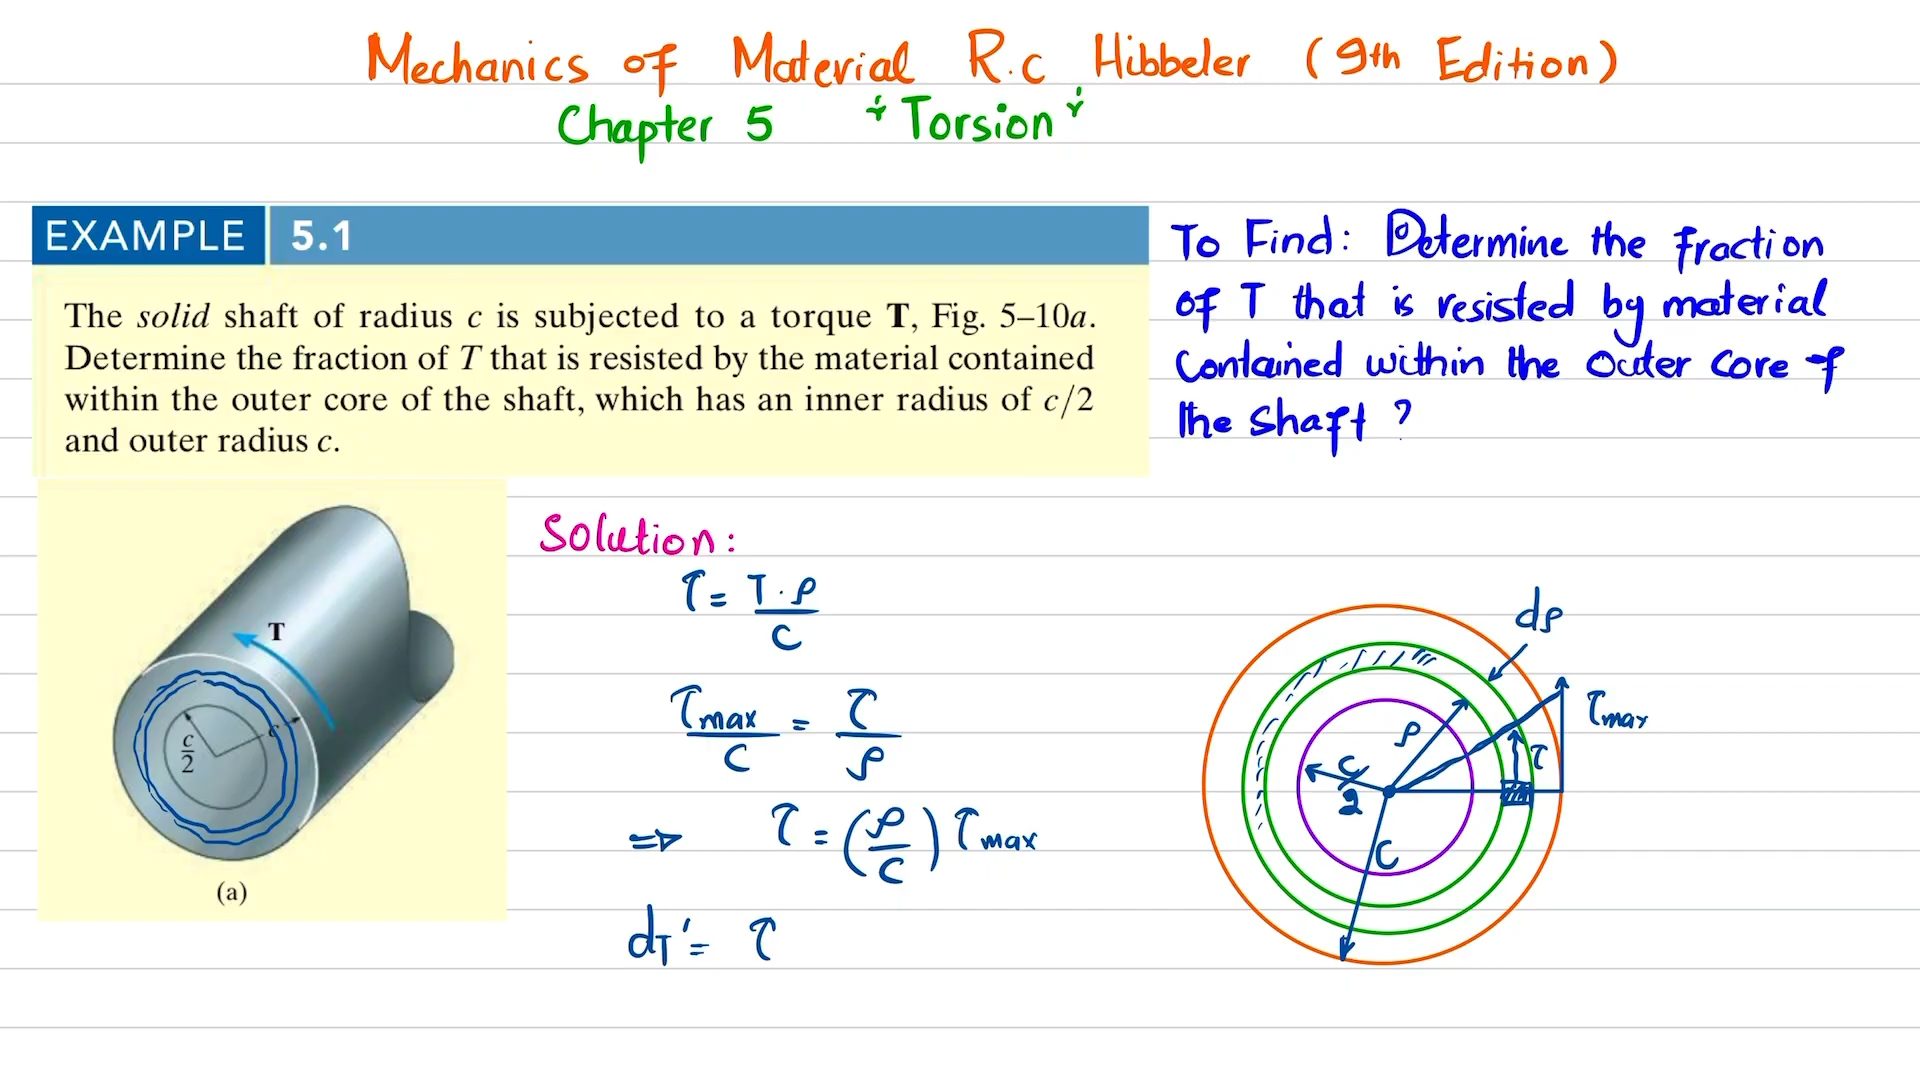 Mechanics of Material R.c Hibbeler (9th Edition)
Chapter 5 "Torsion"
EXAMPLE 5.1
The solid shaft of radius c is subjected to a torque T, Fig. 5–10a.
Determine the fraction of T that is resisted by the material contained
within the outer core of the shaft, which has an inner radius of c/2
and outer radius c.
To Find: Determine the fraction
of T that is resisted by material
Contained within the outer core of
the shaft ?
T
c/2
c
(a)
Solution:
τ = T.ρ/C
τmax/C = τ/ρ
⇒ τ = (ρ/C) τmax
dT' = τ
dρ
τmax
ρ
τ
C/2
C